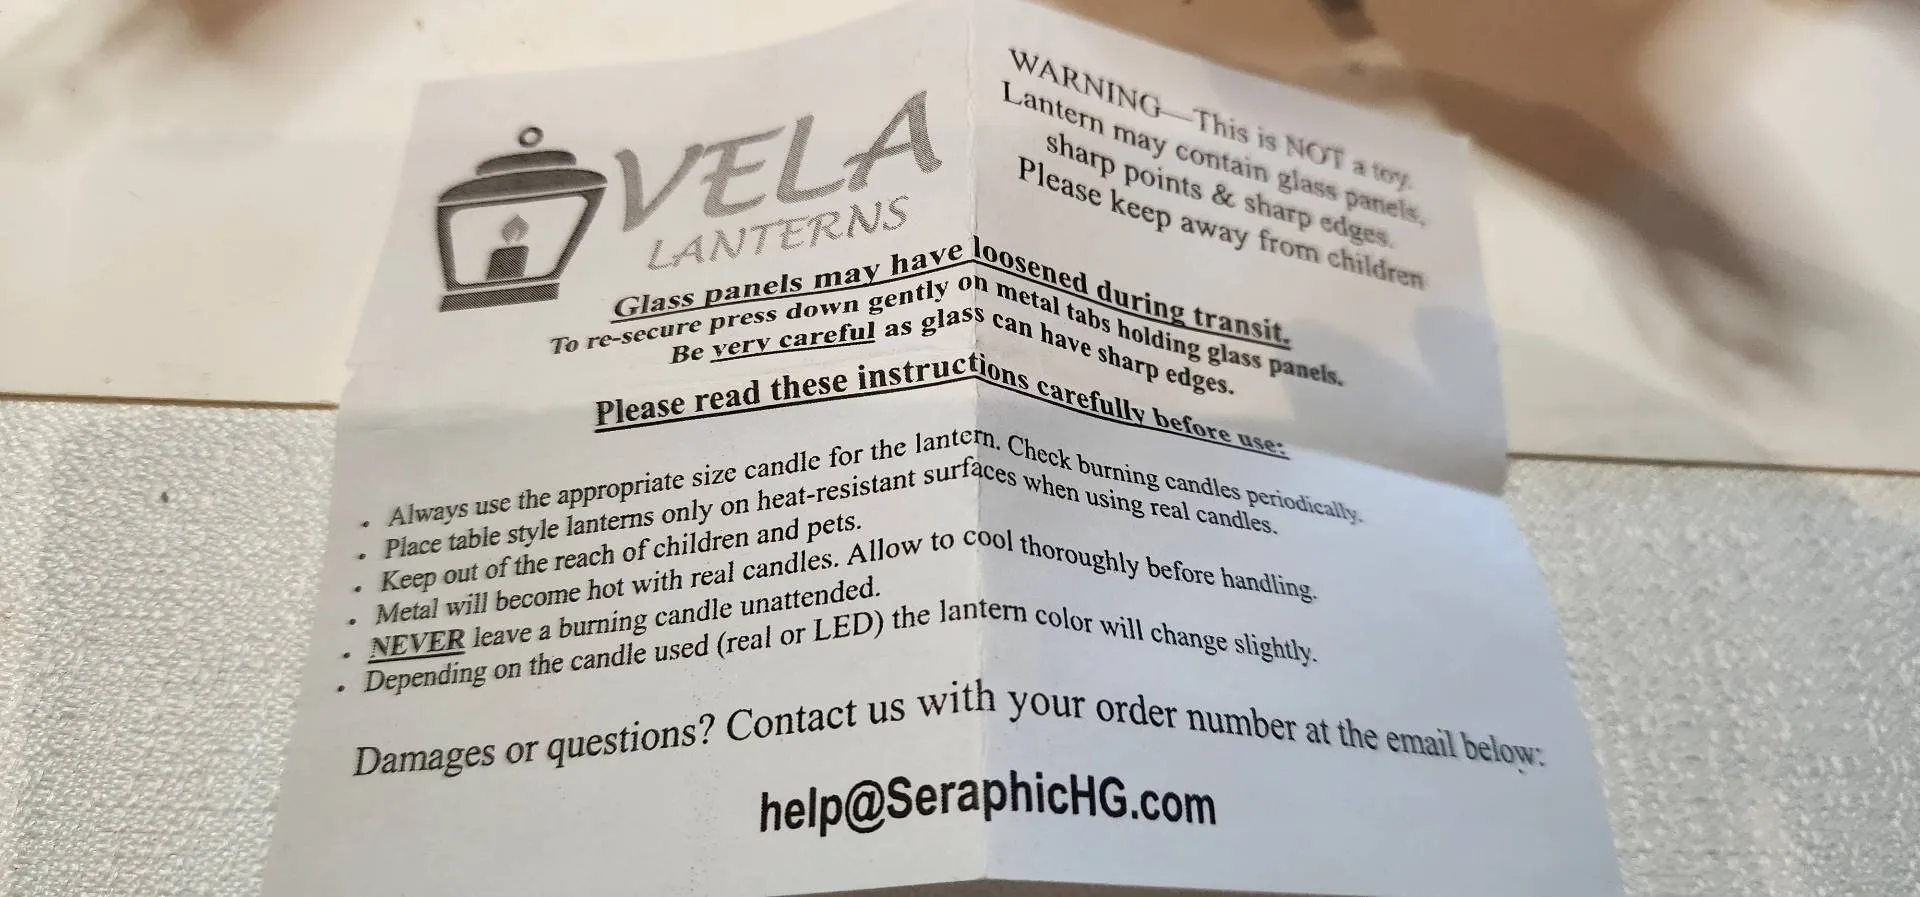 VELA
LANTERNS
WARNING—This is NOT a toy.
Lantern may contain glass panels,
sharp points & sharp edges.
Please keep away from children
Glass panels may have loosened during transit.
To re-secure press down gently on metal tabs holding glass panels.
Be very careful as glass can have sharp edges.
Please read these instructions carefully before use:
• Always use the appropriate size candle for the lantern. Check burning candles periodically.
• Place table style lanterns only on heat-resistant surfaces when using real candles.
• Keep out of the reach of children and pets.
• Metal will become hot with real candles. Allow to cool thoroughly before handling.
• NEVER leave a burning candle unattended.
• Depending on the candle used (real or LED) the lantern color will change slightly.
Damages or questions? Contact us with your order number at the email below:
help@SeraphicHG.com